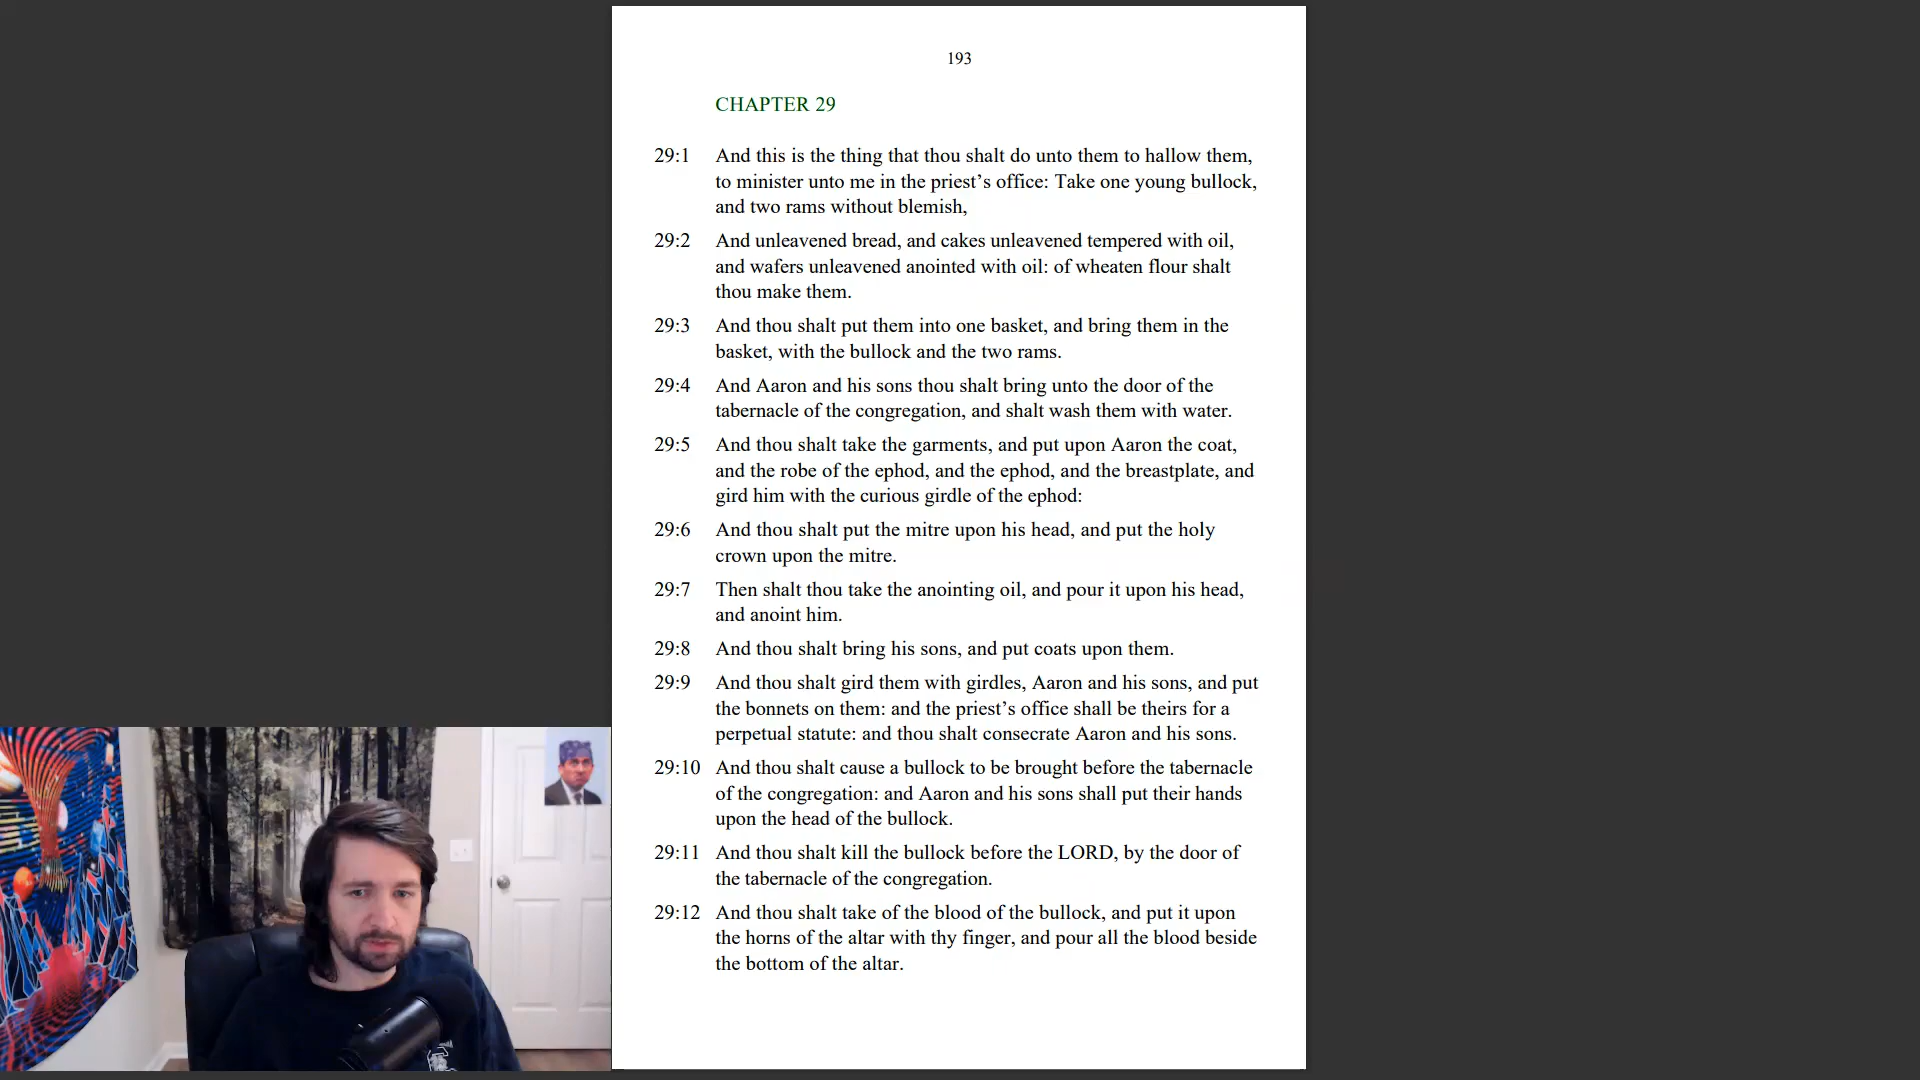 193
CHAPTER 29
29:1 And this is the thing that thou shalt do unto them to hallow them,
to minister unto me in the priest’s office: Take one young bullock,
and two rams without blemish,
29:2 And unleavened bread, and cakes unleavened tempered with oil,
and wafers unleavened anointed with oil: of wheaten flour shalt
thou make them.
29:3 And thou shalt put them into one basket, and bring them in the
basket, with the bullock and the two rams.
29:4 And Aaron and his sons thou shalt bring unto the door of the
tabernacle of the congregation, and shalt wash them with water.
29:5 And thou shalt take the garments, and put upon Aaron the coat,
and the robe of the ephod, and the ephod, and the breastplate, and
gird him with the curious girdle of the ephod:
29:6 And thou shalt put the mitre upon his head, and put the holy
crown upon the mitre.
29:7 Then shalt thou take the anointing oil, and pour it upon his head,
and anoint him.
29:8 And thou shalt bring his sons, and put coats upon them.
29:9 And thou shalt gird them with girdles, Aaron and his sons, and put
the bonnets on them: and the priest’s office shall be theirs for a
perpetual statute: and thou shalt consecrate Aaron and his sons.
29:10 And thou shalt cause a bullock to be brought before the tabernacle
of the congregation: and Aaron and his sons shall put their hands
upon the head of the bullock.
29:11 And thou shalt kill the bullock before the LORD, by the door of
the tabernacle of the congregation.
29:12 And thou shalt take of the blood of the bullock, and put it upon
the horns of the altar with thy finger, and pour all the blood beside
the bottom of the altar.